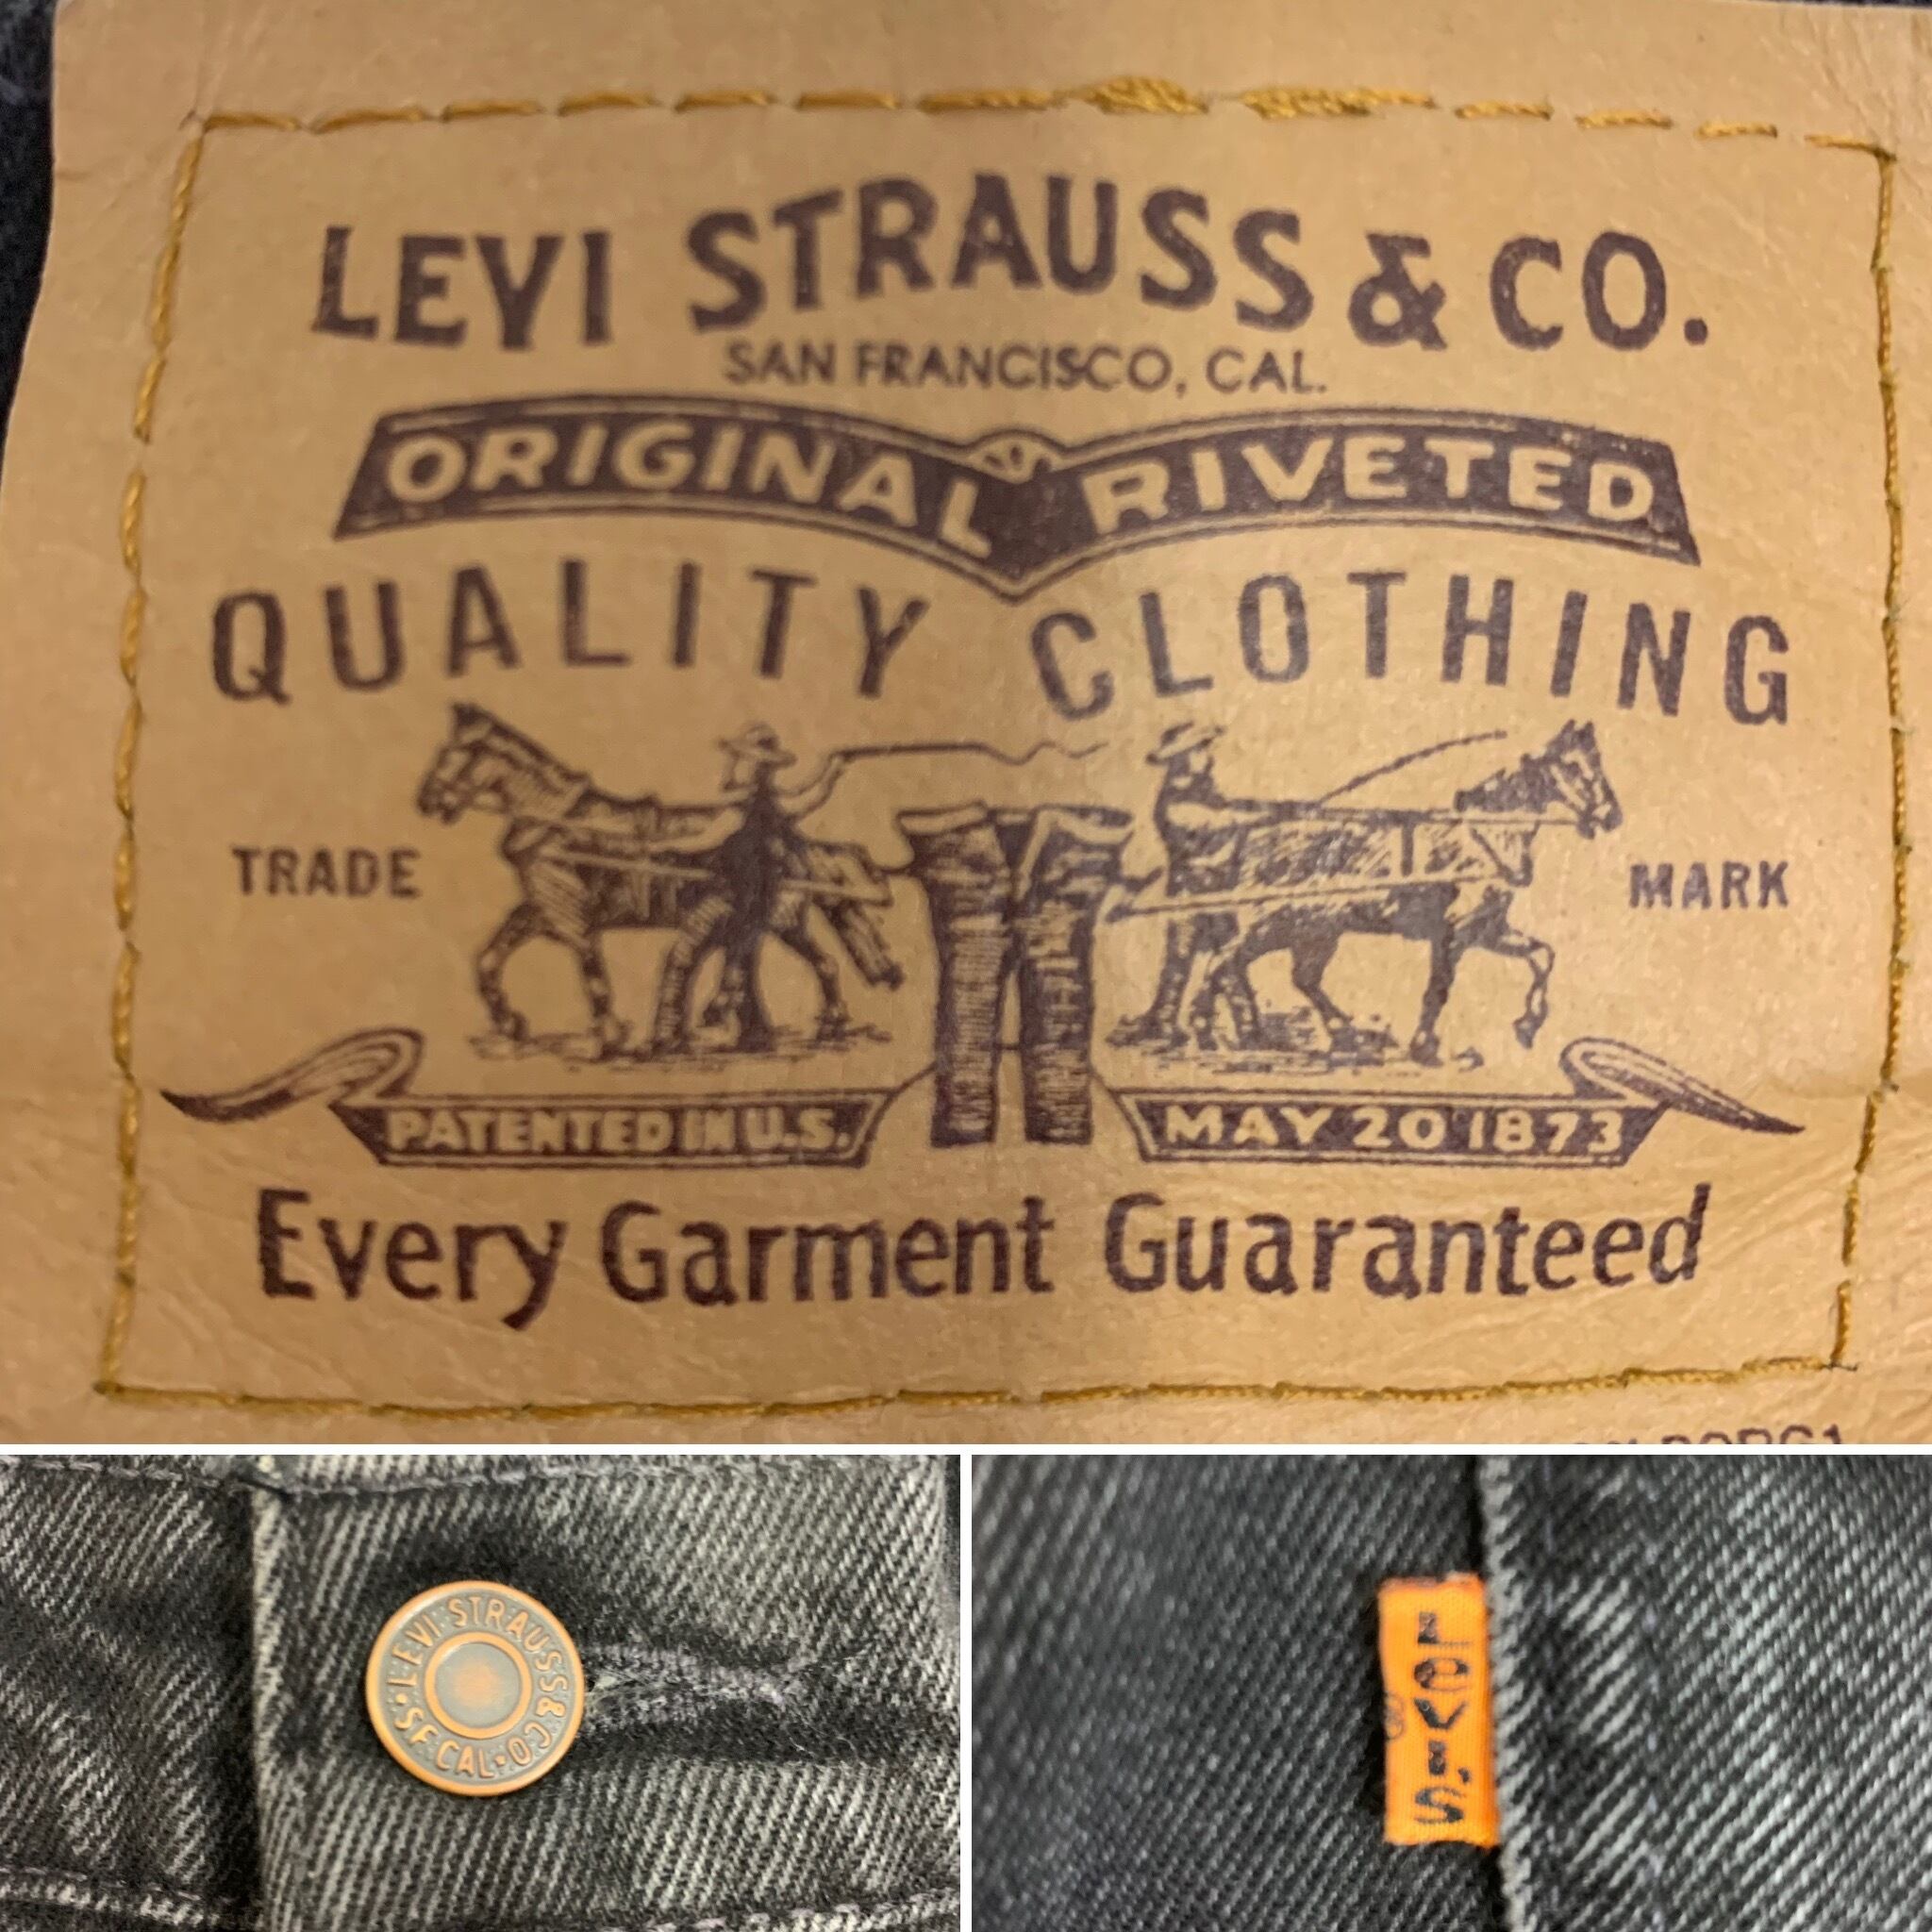 LEVI STRAUSS & CO.
SAN FRANCISCO, CAL.
ORIGINAL RIVETED
QUALITY CLOTHING
TRADE MARK
PATENTED IN U.S. MAY 20 1873
Every Garment Guaranteed
LEVI STRAUSS & CO.
S.F. CAL.
LeVI'S
®